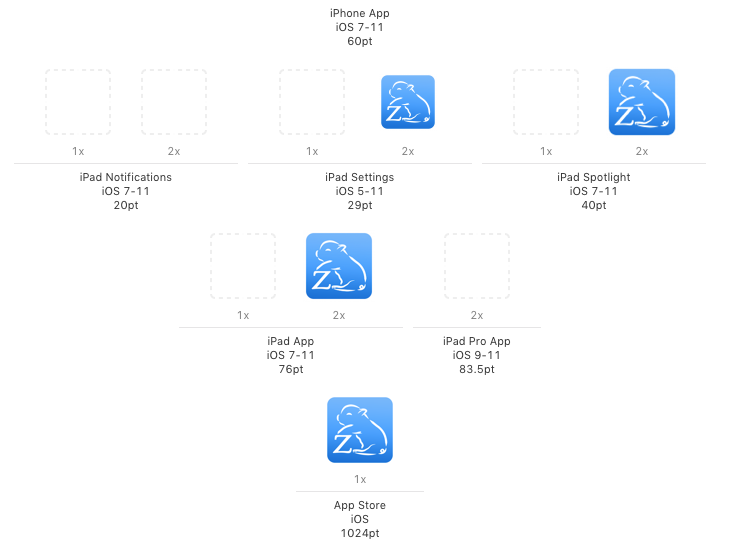 iPhone App
iOS 7-11
60pt
Z
Z
1x 2x 1x 2x 1x 2x
iPad Notifications iPad Settings iPad Spotlight
iOS 7-11 iOS 5-11 iOS 7-11
20pt 29pt 40pt
Z
1x 2x 2x
iPad App iPad Pro App
iOS 7-11 iOS 9-11
76pt 83.5pt
Z
1x
App Store
iOS
1024pt